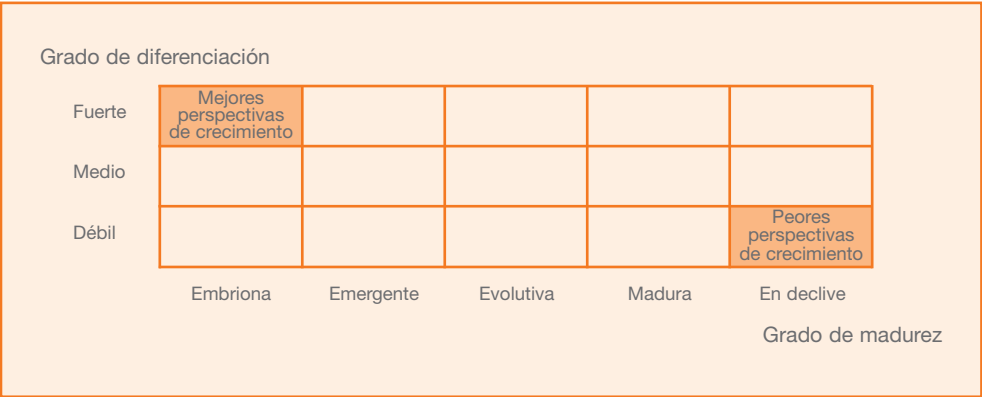 Grado de diferenciación
Fuerte
Mejores
perspectivas
de crecimiento
Medio
Débil
Peores
perspectivas
de crecimiento
Embriona
Emergente
Evolutiva
Madura
En declive
Grado de madurez